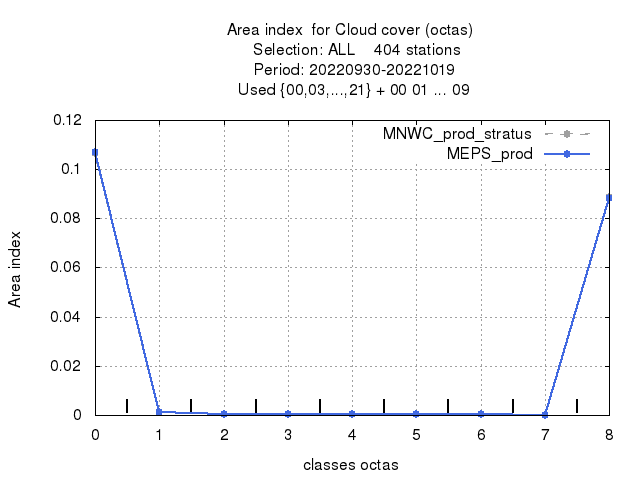 Area index  for Cloud cover (octas)
Selection: ALL    404 stations
Period: 20220930-20221019
Used {00,03,...,21} + 00 01 ... 09
MNWC_prod_stratus
MEPS_prod
0.12
0.1
0.08
0.06
0.04
0.02
0
Area index
0 1 2 3 4 5 6 7 8
classes octas